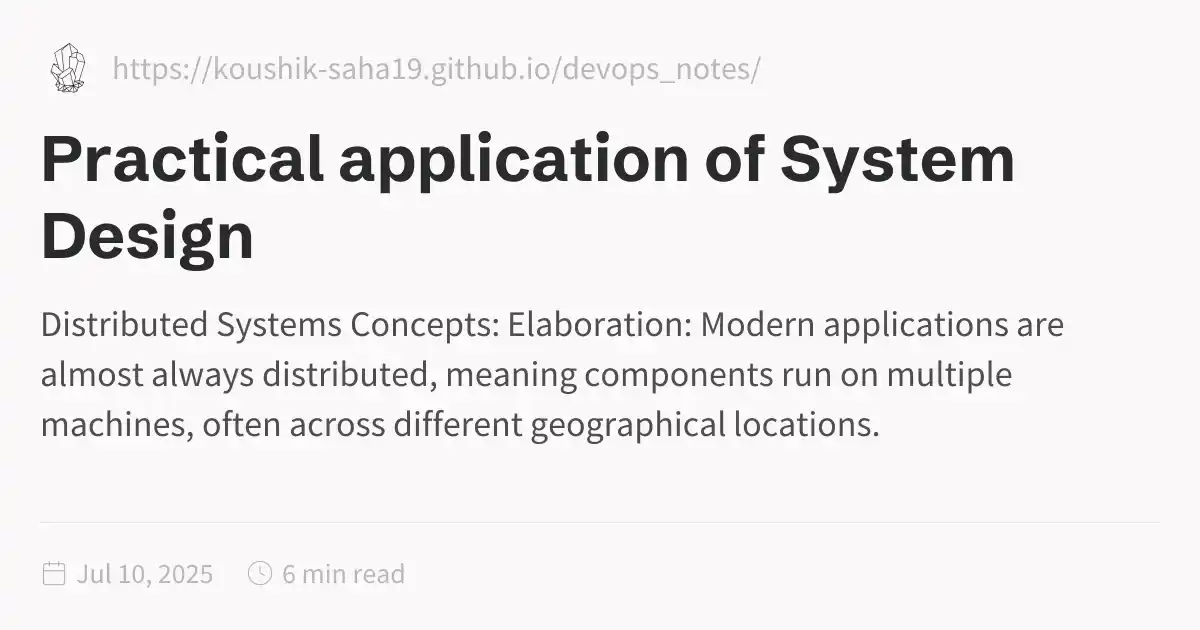 https://koushik-saha19.github.io/devops_notes/
Practical application of System
Design
Distributed Systems Concepts: Elaboration: Modern applications are
almost always distributed, meaning components run on multiple
machines, often across different geographical locations.
Jul 10, 2025 6 min read